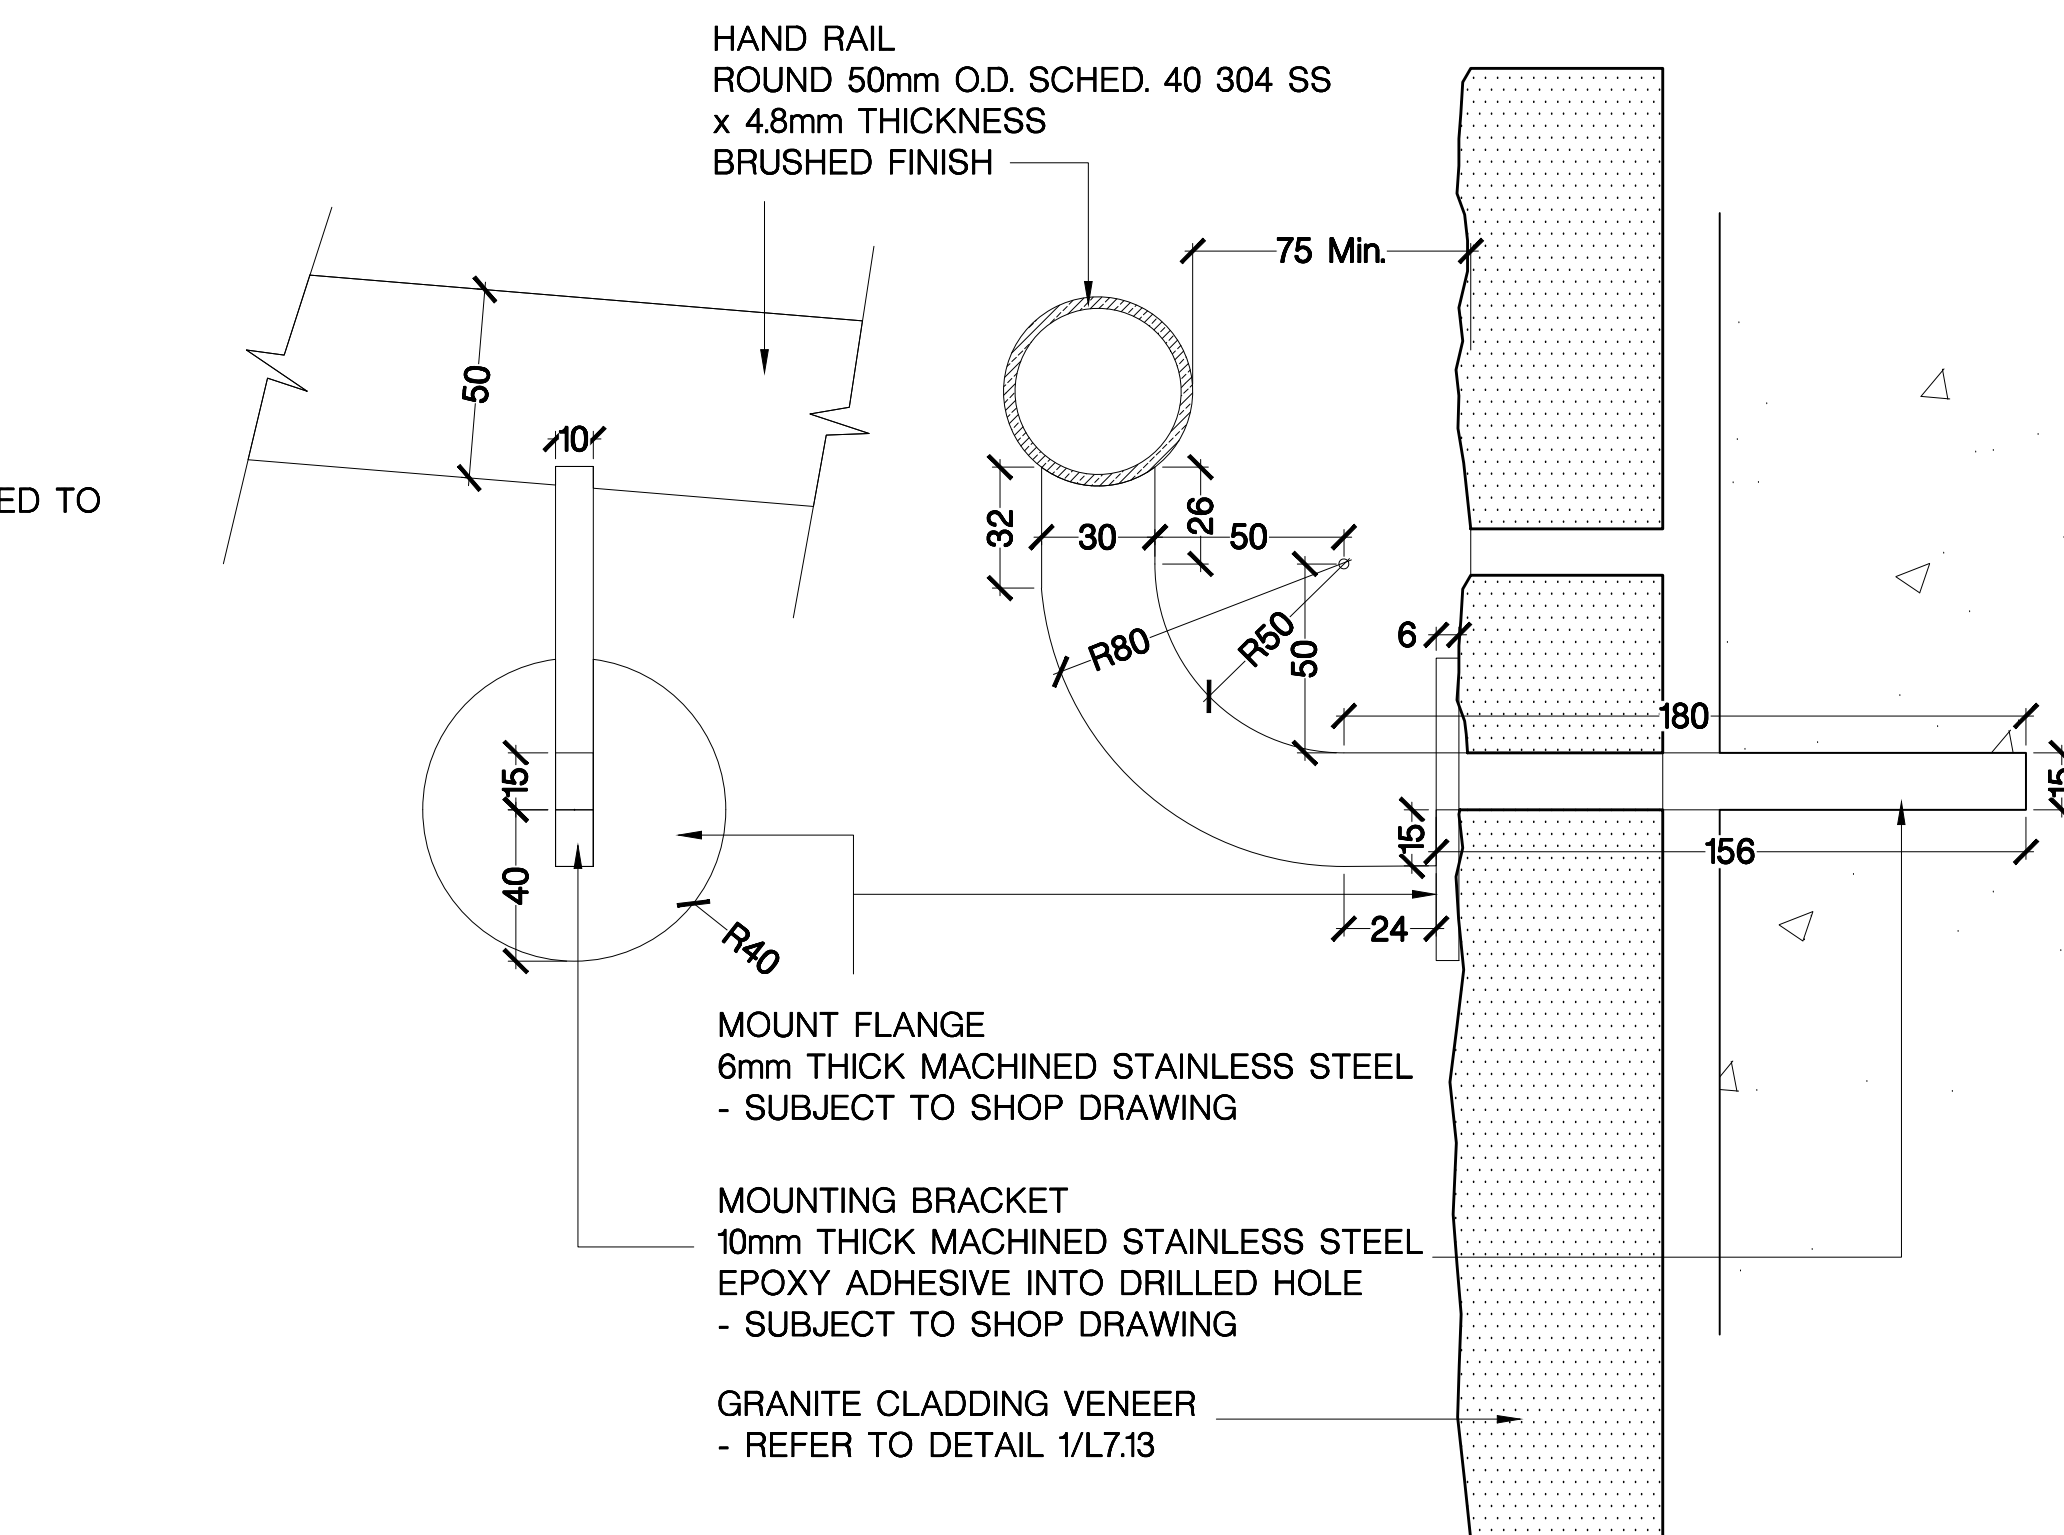 HAND RAIL
ROUND 50mm O.D. SCHED. 40 304 SS
x 4.8mm THICKNESS
BRUSHED FINISH
75 Min.
50
10
ED TO
32
30
26
50
R80
R50
50
6
180
15
15
15
156
40
24
R40
MOUNT FLANGE
6mm THICK MACHINED STAINLESS STEEL
- SUBJECT TO SHOP DRAWING
MOUNTING BRACKET
10mm THICK MACHINED STAINLESS STEEL
EPOXY ADHESIVE INTO DRILLED HOLE
- SUBJECT TO SHOP DRAWING
GRANITE CLADDING VENEER
- REFER TO DETAIL 1/L7.13